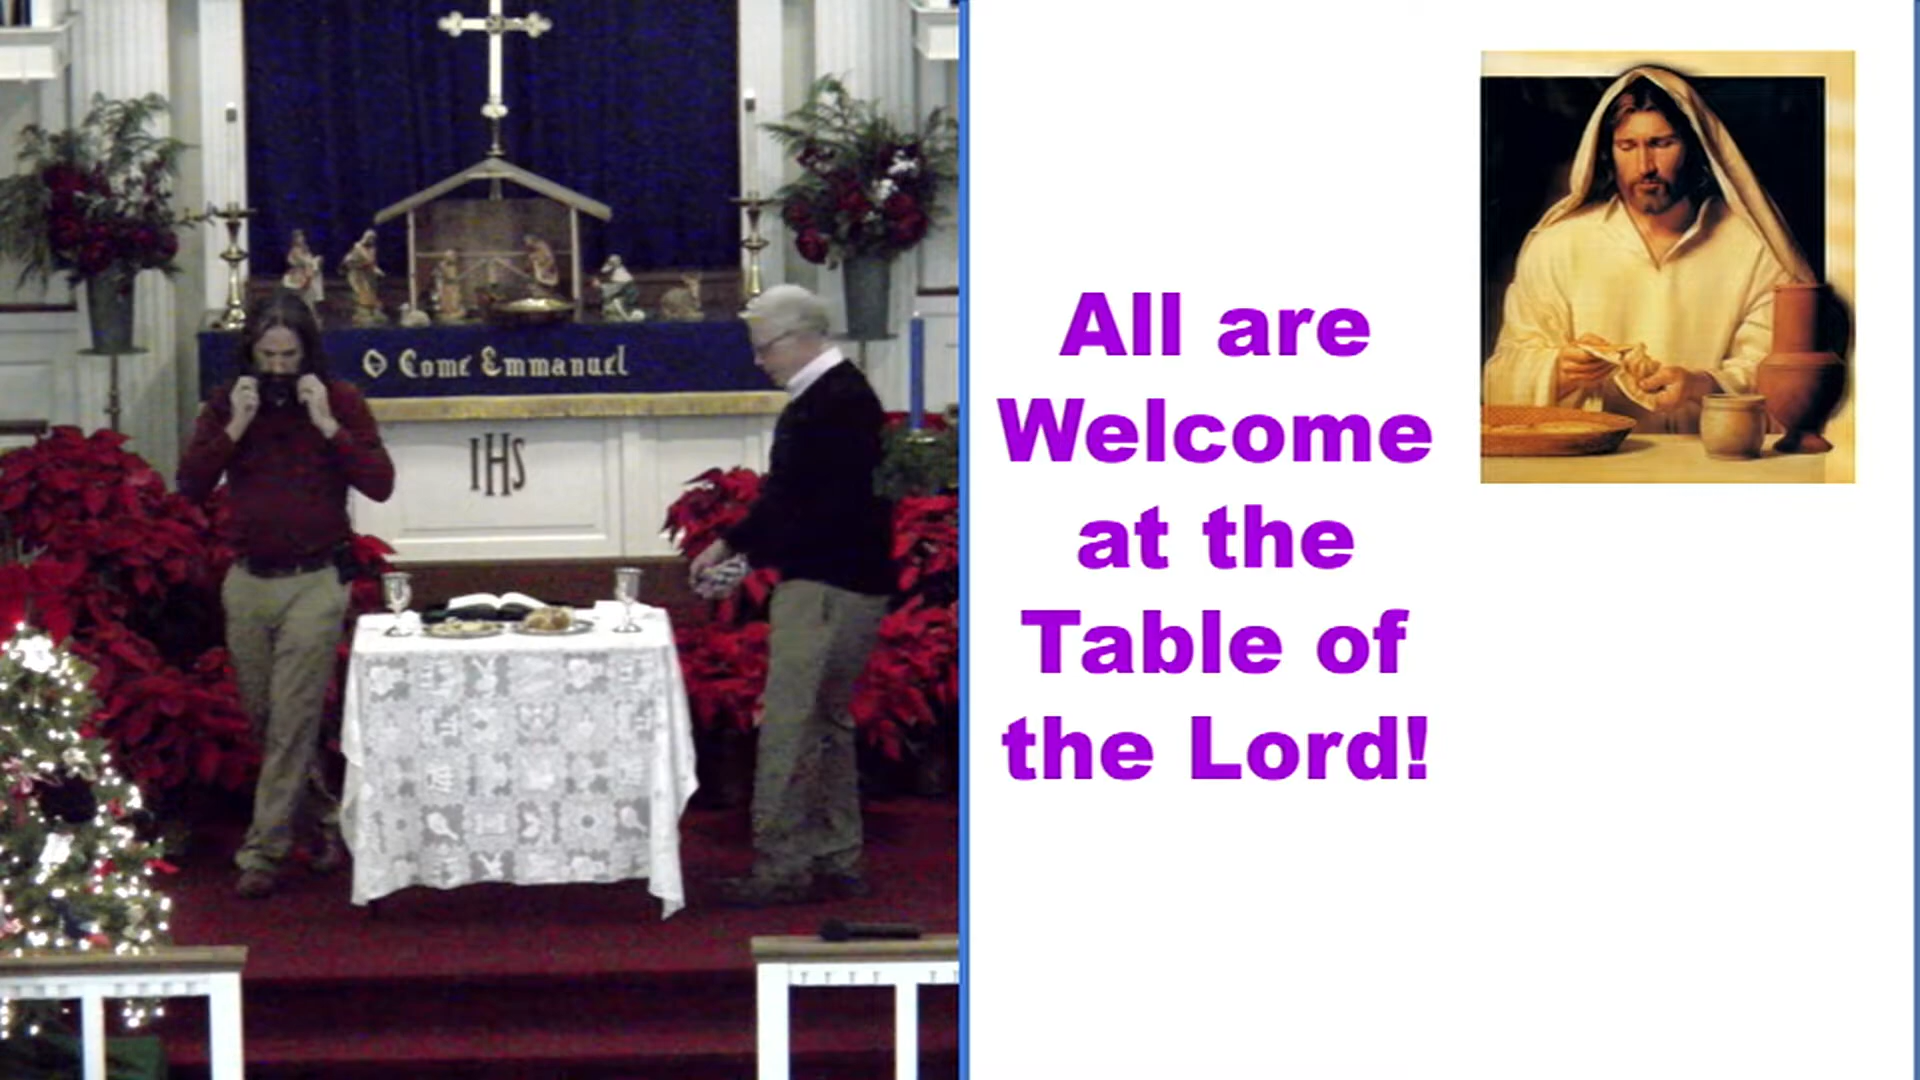 O Come Emmanuel
IHS
All are
Welcome
at the
Table of
the Lord!